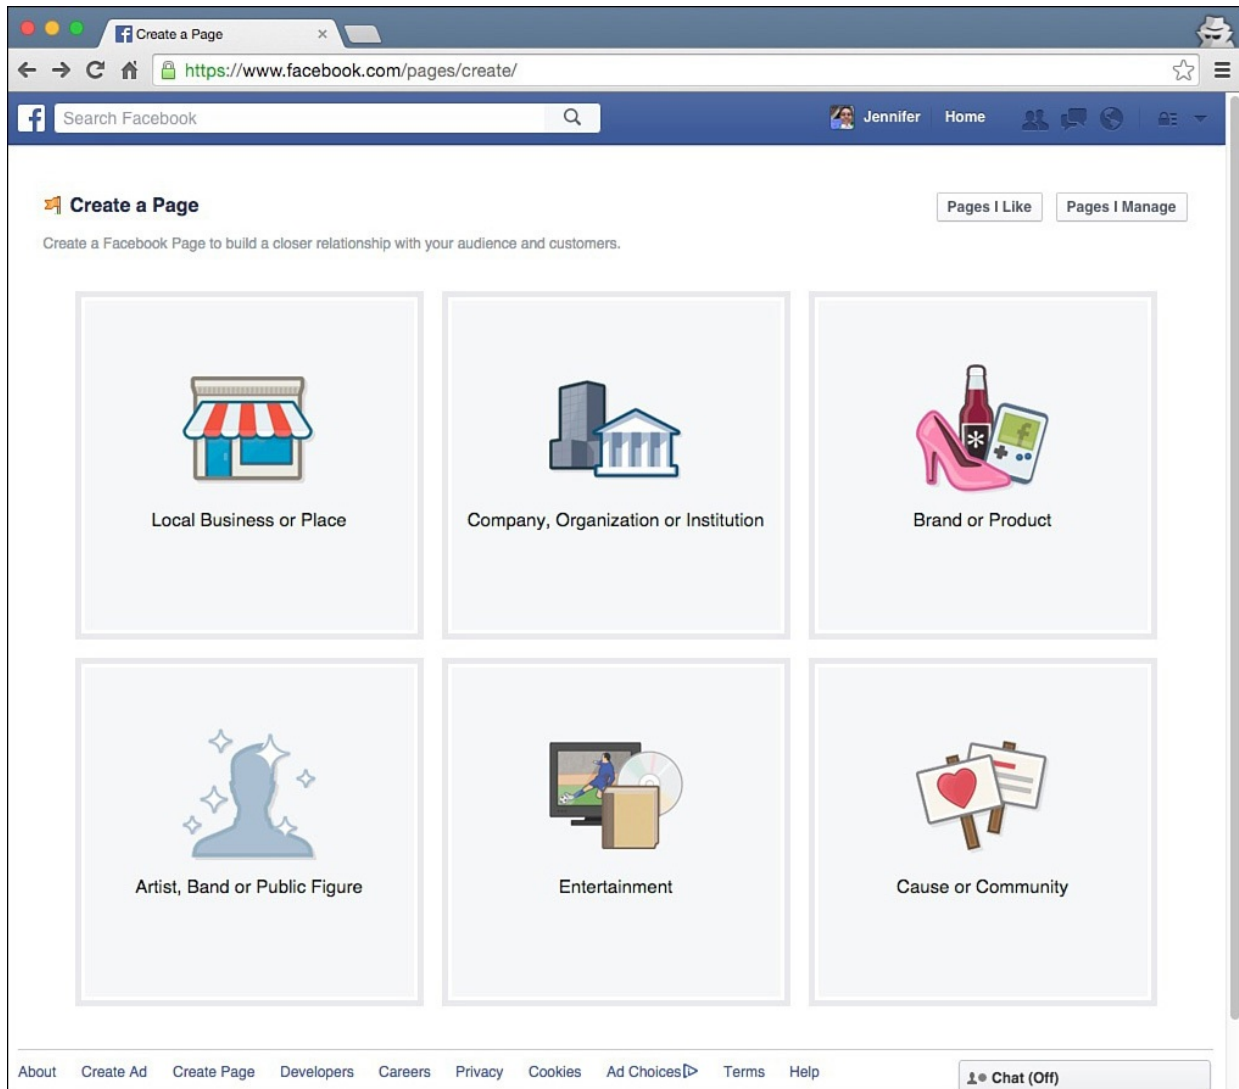 Create a Page
https://www.facebook.com/pages/create/
Search Facebook
Jennifer Home
Create a Page
Pages I Like Pages I Manage
Create a Facebook Page to build a closer relationship with your audience and customers.
Local Business or Place
Company, Organization or Institution
Brand or Product
Artist, Band or Public Figure
Entertainment
Cause or Community
About Create Ad Create Page Developers Careers Privacy Cookies Ad Choices Terms Help
Chat (Off)